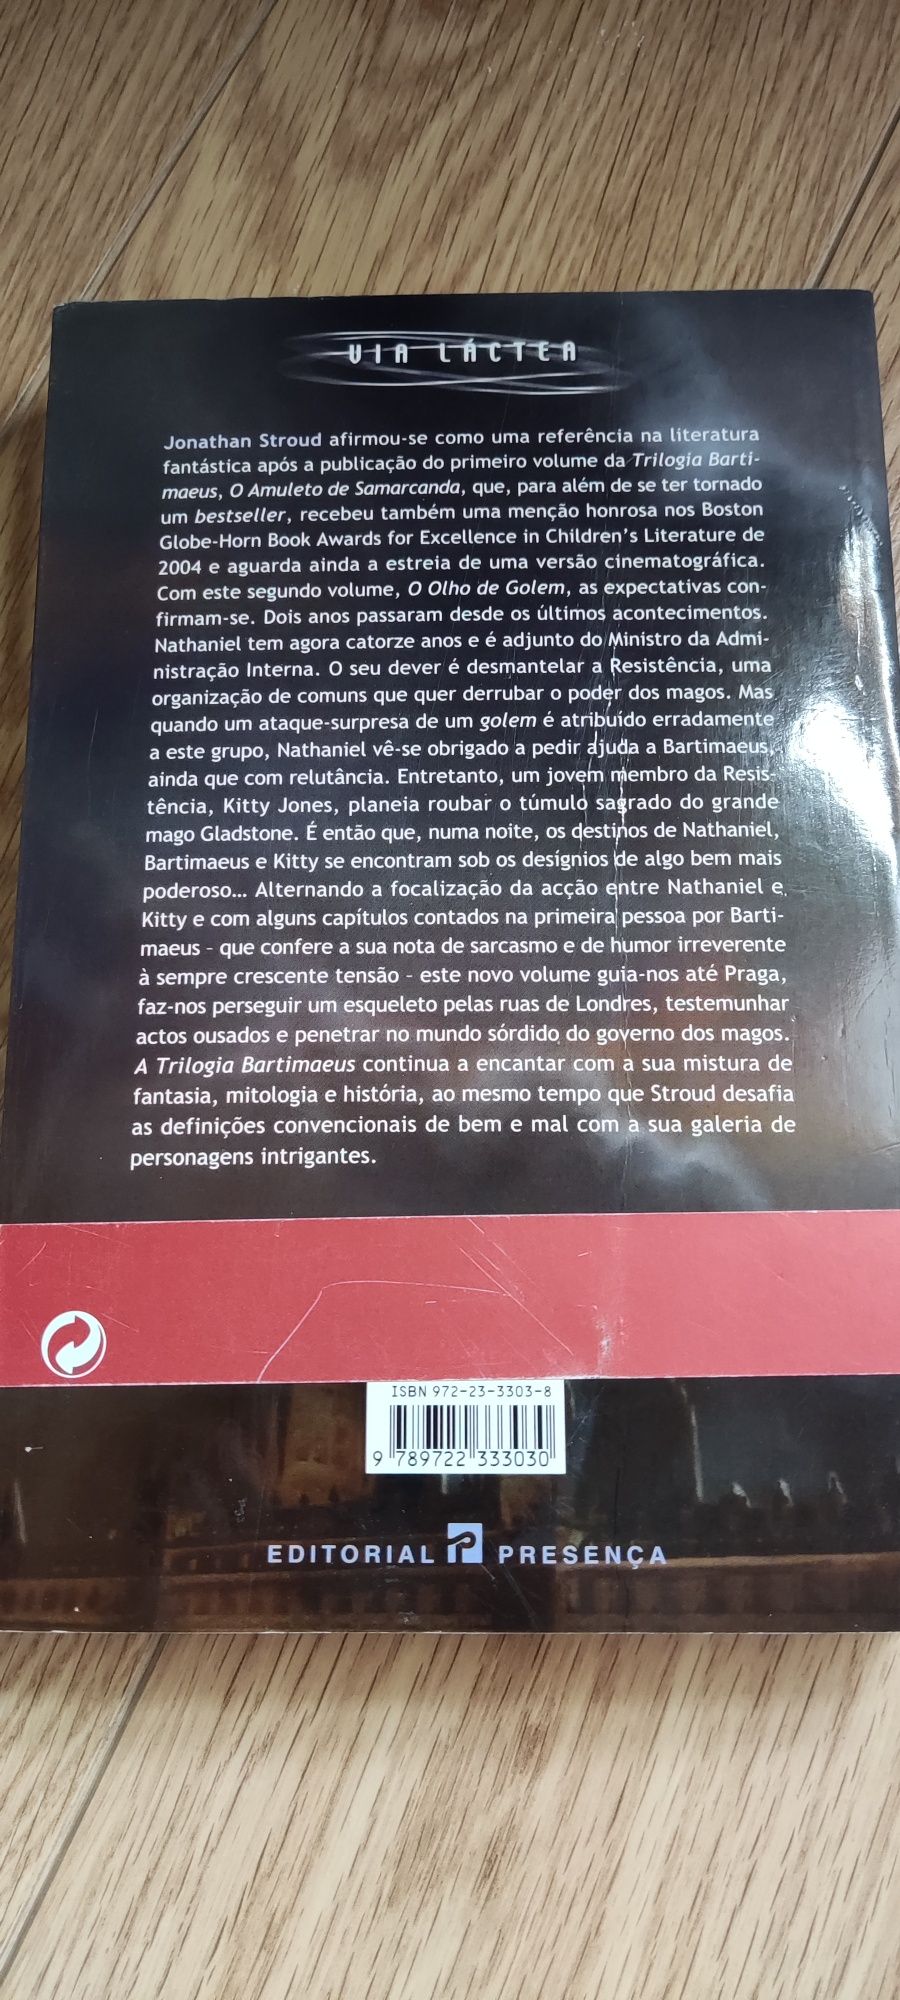 VIA LÁCTEA
Jonathan Stroud afirmou-se como uma referência na literatura
fantástica após a publicação do primeiro volume da Trilogia Barti-
maeus, O Amuleto de Samarcanda, que, para além de se ter tornado
um bestseller, recebeu também uma menção honrosa nos Boston
Globe-Horn Book Awards for Excellence in Children's Literature de
2004 e aguarda ainda a estreia de uma versão cinematográfica.
Com este segundo volume, O Olho de Golem, as expectativas con-
firmam-se. Dois anos passaram desde os últimos acontecimentos.
Nathaniel tem agora catorze anos e é adjunto do Ministro da Admi-
nistração Interna. O seu dever é desmantelar a Resistência, uma
organização de comuns que quer derrubar o poder dos magos. Mas
quando um ataque-surpresa de um golem é atribuído erradamente
a este grupo, Nathaniel vê-se obrigado a pedir ajuda a Bartimaeus,
ainda que com relutância. Entretanto, um jovem membro da Resis-
tência, Kitty Jones, planeia roubar o túmulo sagrado do grande
mago Gladstone. É então que, numa noite, os destinos de Nathaniel,
Bartimaeus e Kitty se encontram sob os desígnios de algo bem mais
poderoso... Alternando a focalização da acção entre Nathaniel e
Kitty e com alguns capítulos contados na primeira pessoa por Barti-
maeus - que confere a sua nota de sarcasmo e de humor irreverente
à sempre crescente tensão - este novo volume guia-nos até Praga,
faz-nos perseguir um esqueleto pelas ruas de Londres, testemunhar
actos ousados e penetrar no mundo sórdido do governo dos magos.
A Trilogia Bartimaeus continua a encantar com a sua mistura de
fantasia, mitologia e história, ao mesmo tempo que Stroud desafia
as definições convencionais de bem e mal com a sua galeria de
personagens intrigantes.
ISBN 972-23-3303-8
9 789722 333030
EDITORIAL PRESENÇA